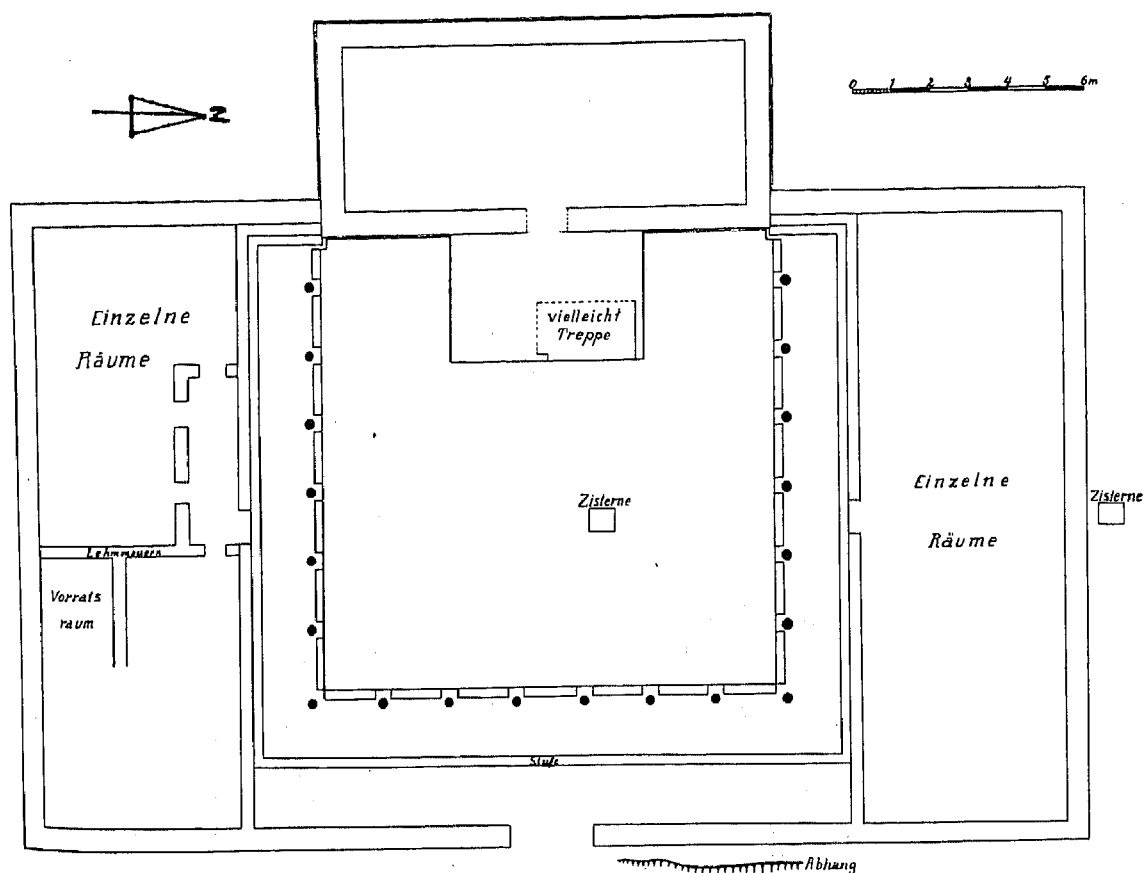 N
0 1 2 3 4 5 6m
Einzelne
Räume
vielleicht
Treppe
Zisterne
Einzelne
Räume
Zisterne
Lehmmauern
Vorrats
raum
Stufe
Abhang